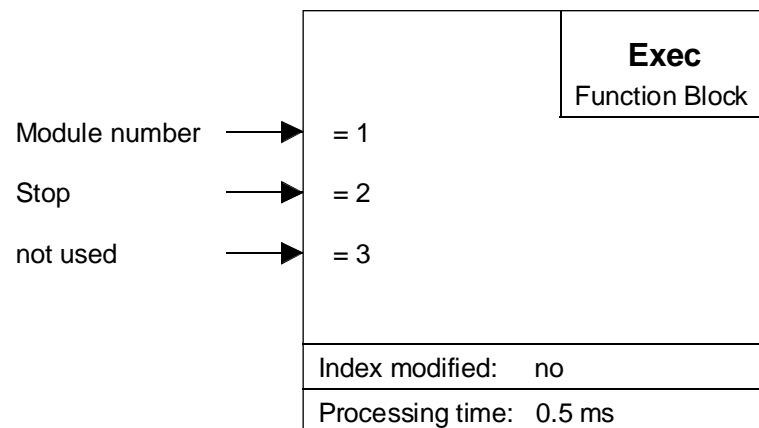 Exec
Function Block
Module number = 1
Stop = 2
not used = 3
Index modified: no
Processing time: 0.5 ms